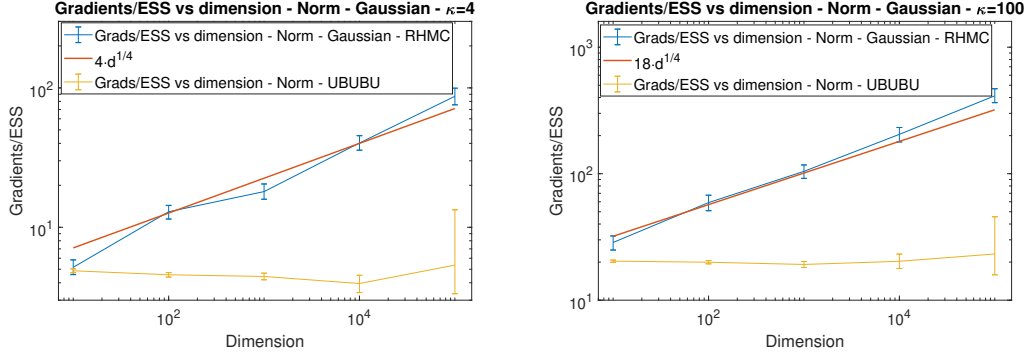 Gradients/ESS vs dimension - Norm - Gaussian - κ=4
Grads/ESS vs dimension - Norm - Gaussian - RHMC
4·d^1/4
Grads/ESS vs dimension - Norm - UBUBU
10^2
10^1
Gradients/ESS
10^2
10^4
Dimension
Gradients/ESS vs dimension - Norm - Gaussian - κ=100
Grads/ESS vs dimension - Norm - Gaussian - RHMC
18·d^1/4
Grads/ESS vs dimension - Norm - UBUBU
10^3
10^2
10^1
Gradients/ESS
10^2
10^4
Dimension